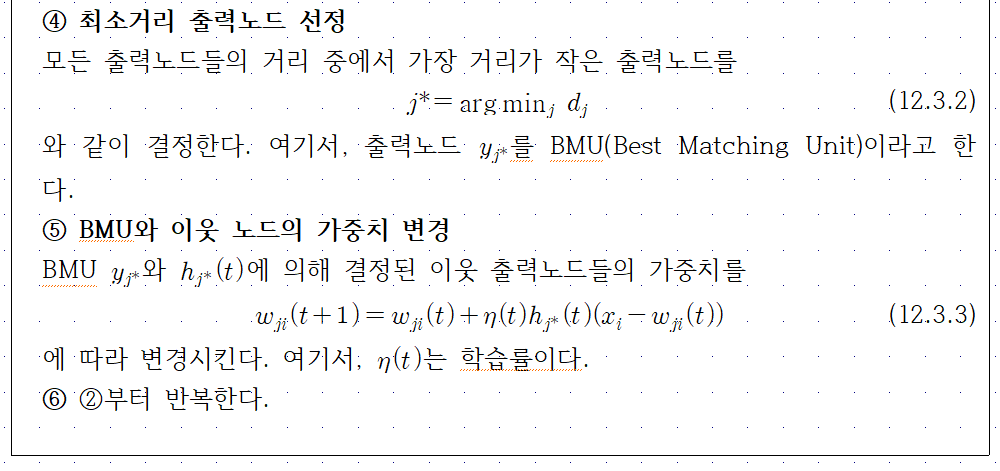 ④ 최소거리 출력노드 선정
모든 출력노드들의 거리 중에서 가장 거리가 작은 출력노드를
j* = arg min_j d_j (12.3.2)
와 같이 결정한다. 여기서, 출력노드 y_{j*}를 BMU(Best Matching Unit)이라고 한
다.
⑤ BMU와 이웃 노드의 가중치 변경
BMU y_{j*}와 h_{j*}(t)에 의해 결정된 이웃 출력노드들의 가중치를
w_{ji}(t+1) = w_{ji}(t) + η(t)h_{j*}(t)(x_i − w_{ji}(t)) (12.3.3)
에 따라 변경시킨다. 여기서, η(t)는 학습률이다.
⑥ ②부터 반복한다.